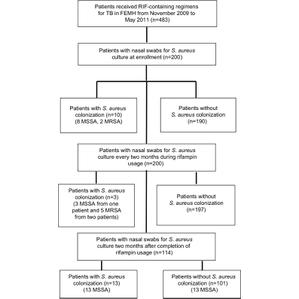 Patients received RIF-containing regimens
for TB in FEMH from November 2009 to
May 2011 (n=483)
Patients with nasal swabs for S. aureus
culture at enrollment (n=200)
Patients with S. aureus
colonization (n=10)
(8 MSSA, 2 MRSA)
Patients without
S. aureus colonization
(n=190)
Patients with nasal swabs for S. aureus
culture every two months during rifampin
usage (n=200)
Patients with S. aureus
colonization (n=3)
(3 MSSA from one
patient and 5 MRSA
from two patients)
Patients without
S. aureus colonization
(n=197)
Patients with nasal swabs for S. aureus
culture two months after completion of
rifampin usage (n=114)
Patients with S. aureus
colonization (n=13)
(13 MSSA)
Patients without S. aureus
colonization (n=101)
(13 MSSA)